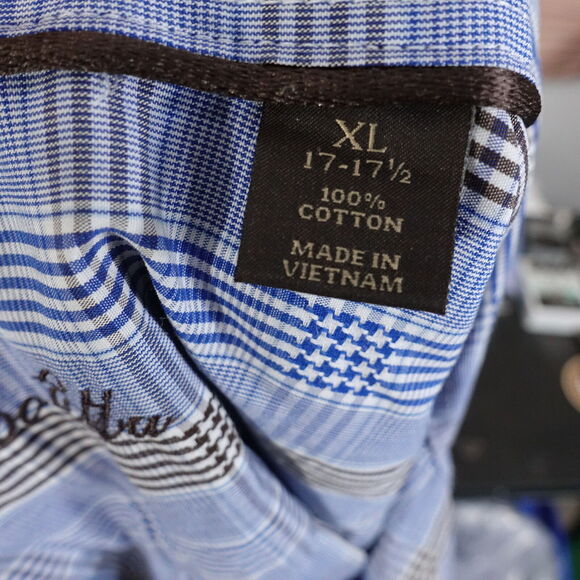 XL
17-17½
100%
COTTON
MADE IN
VIETNAM